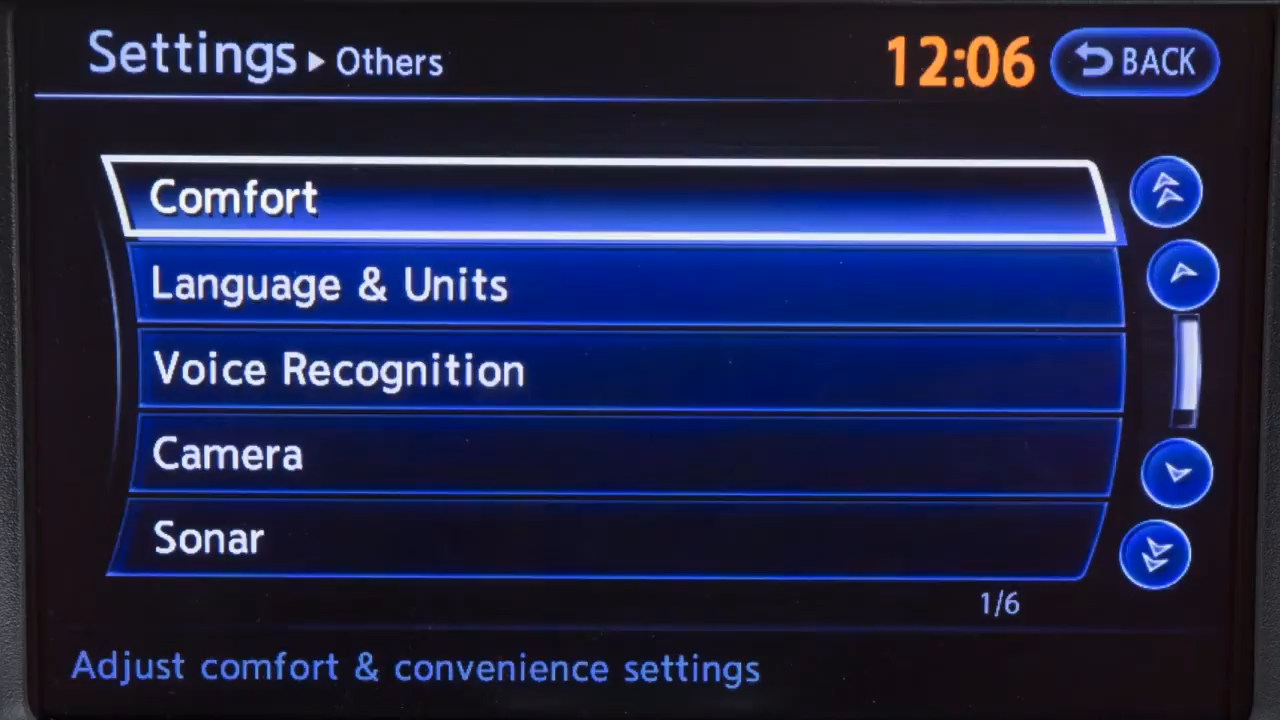 Settings ▸ Others
12:06
BACK
Comfort
Language & Units
Voice Recognition
Camera
Sonar
1/6
Adjust comfort & convenience settings